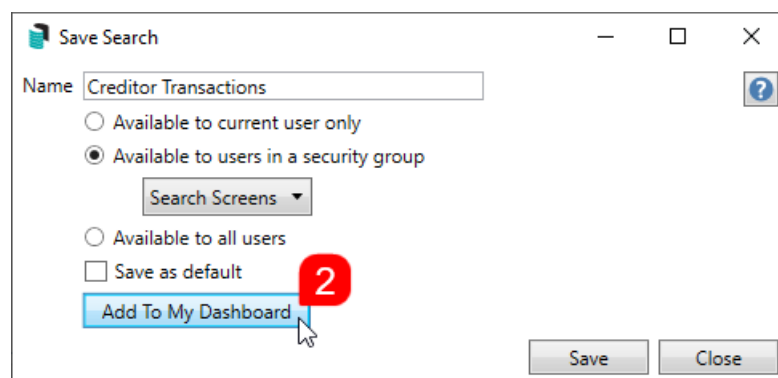 Save Search
Name Creditor Transactions ?
Available to current user only
Available to users in a security group
Search Screens
Available to all users
Save as default
2
Add To My Dashboard
Save Close